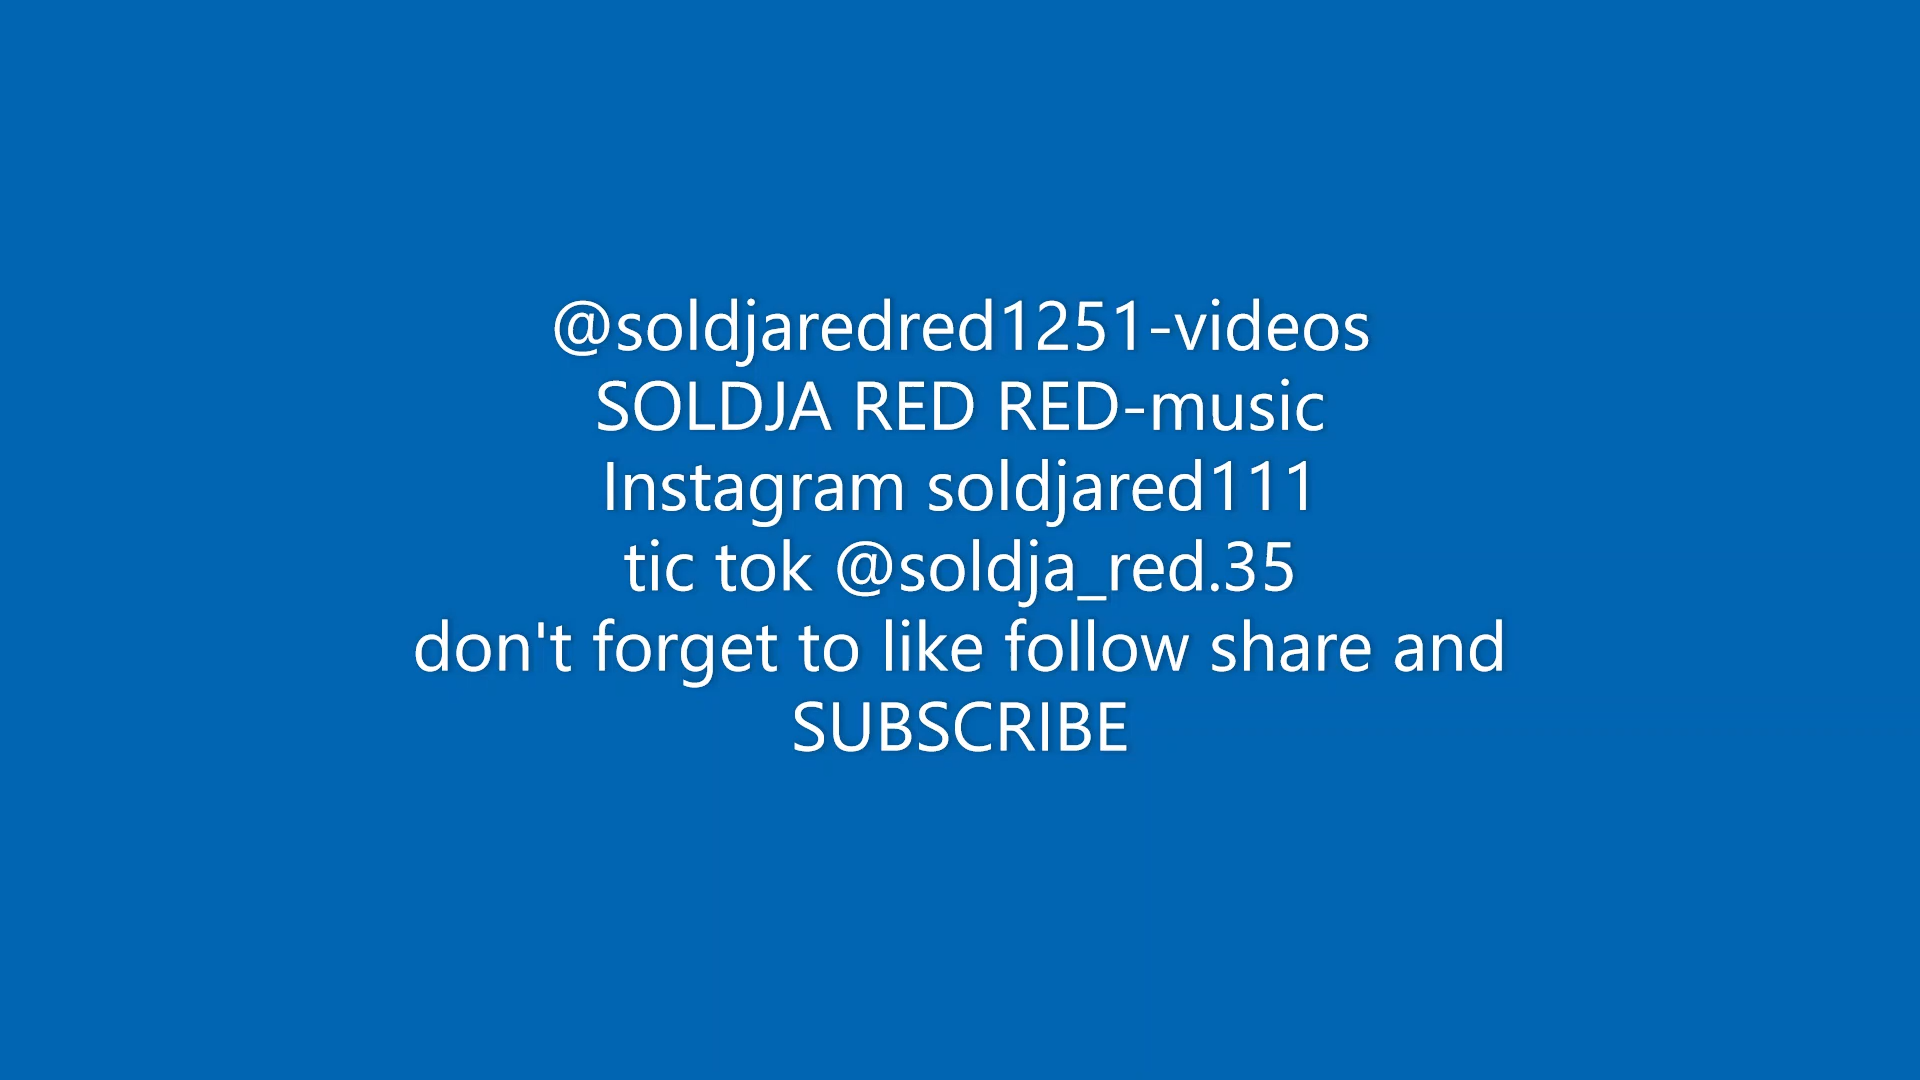 @soldjaredred1251-videos
SOLDJA RED RED-music
Instagram soldjared111
tic tok @soldja_red.35
don't forget to like follow share and
SUBSCRIBE